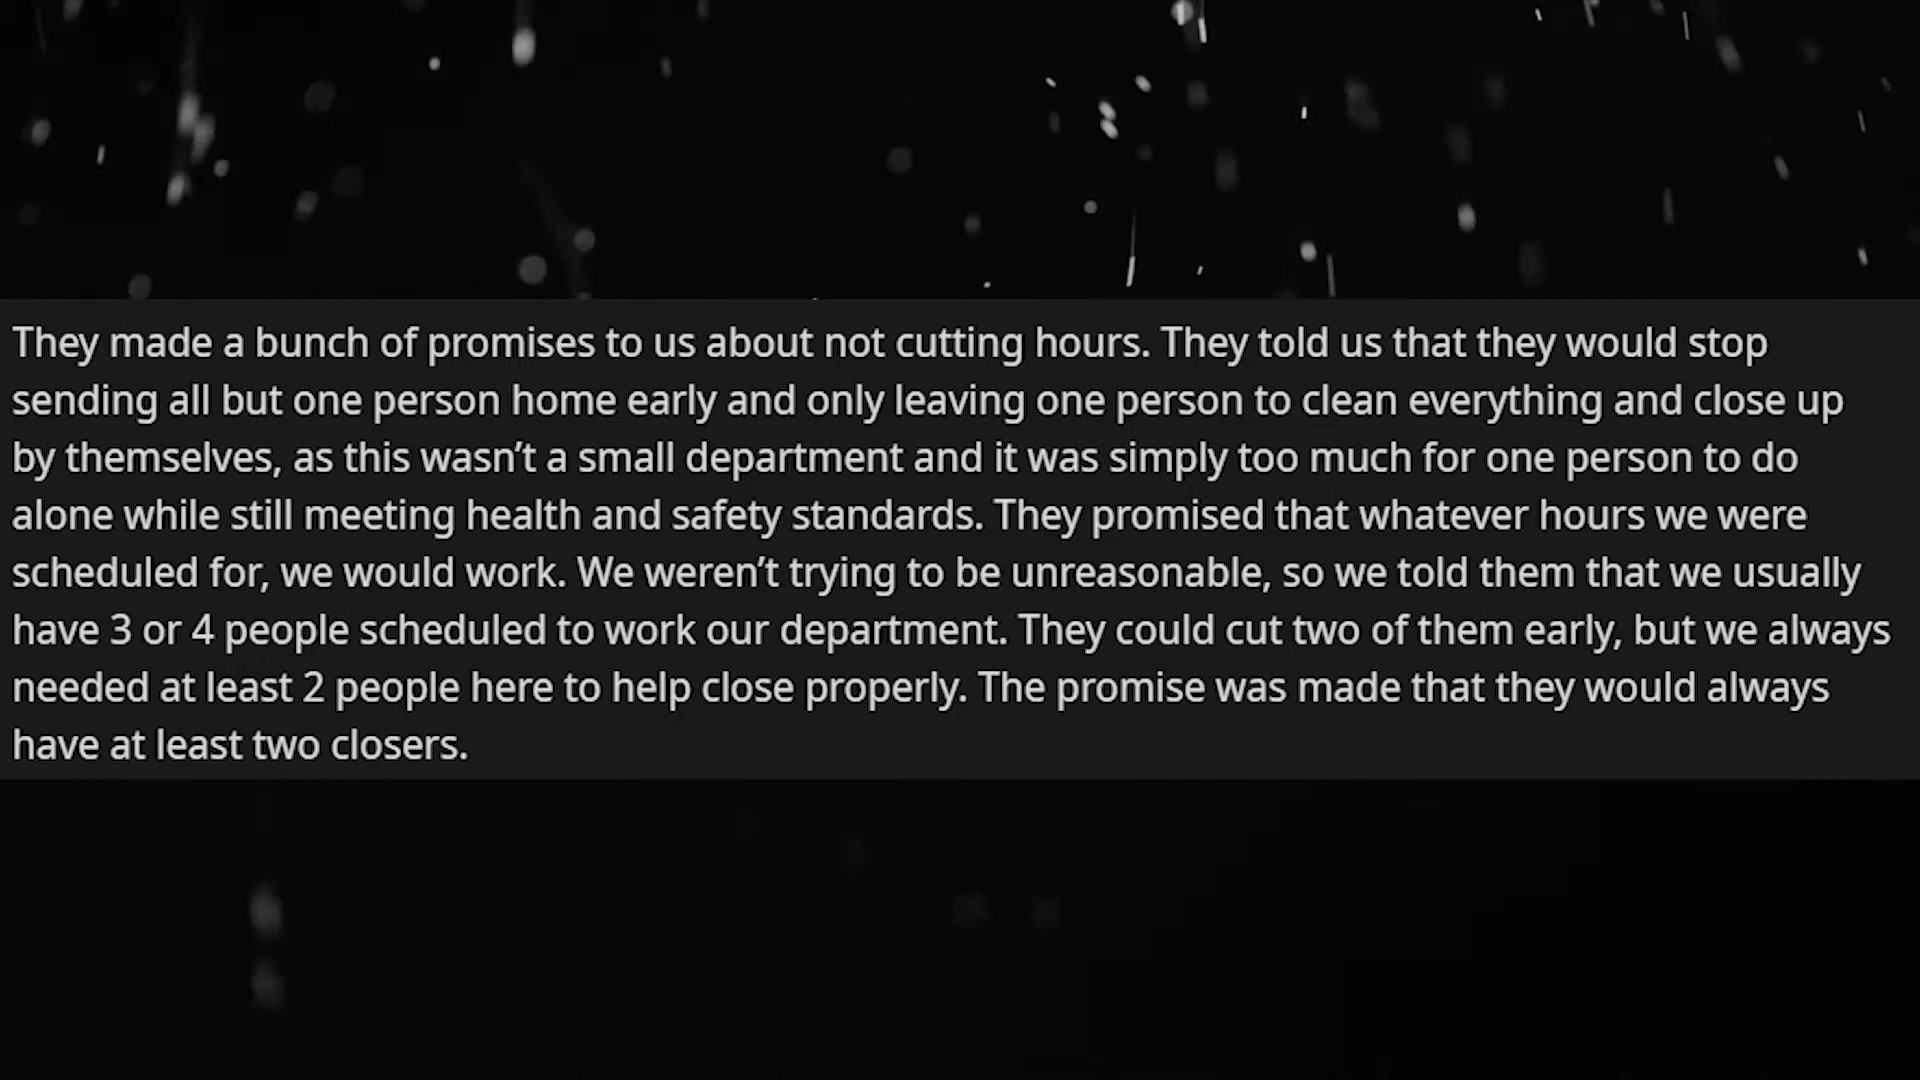 They made a bunch of promises to us about not cutting hours. They told us that they would stop
sending all but one person home early and only leaving one person to clean everything and close up
by themselves, as this wasn’t a small department and it was simply too much for one person to do
alone while still meeting health and safety standards. They promised that whatever hours we were
scheduled for, we would work. We weren’t trying to be unreasonable, so we told them that we usually
have 3 or 4 people scheduled to work our department. They could cut two of them early, but we always
needed at least 2 people here to help close properly. The promise was made that they would always
have at least two closers.